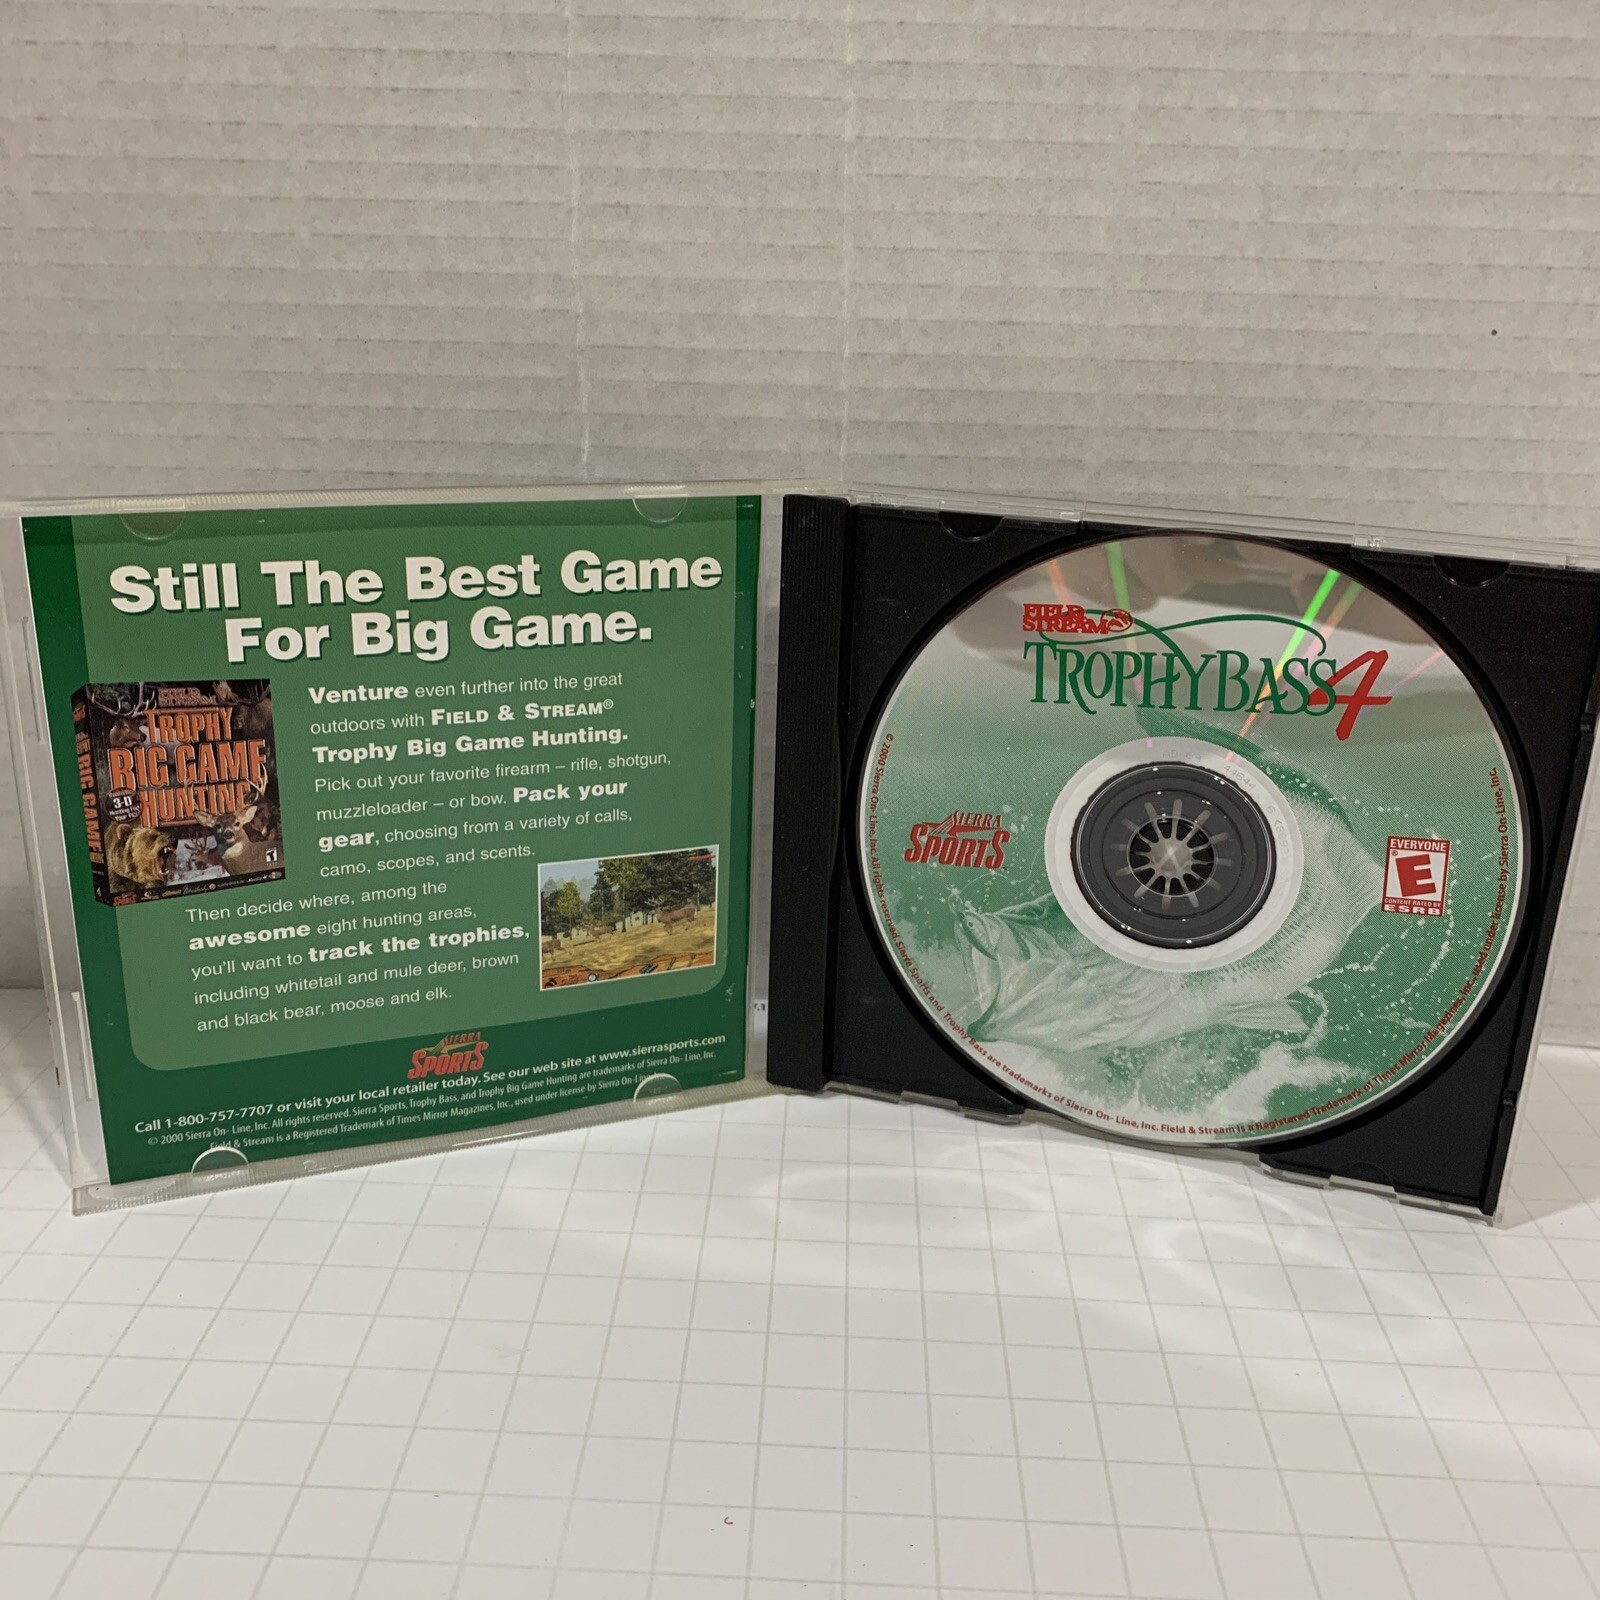 Still The Best Game
For Big Game.
FIELD & STREAM
TROPHY
BIG GAME
HUNTING
3-D
BIG GAME
Venture even further into the great
outdoors with FIELD & STREAM®
Trophy Big Game Hunting.
Pick out your favorite firearm – rifle, shotgun,
muzzleloader – or bow. Pack your
gear, choosing from a variety of calls,
camo, scopes, and scents.
Then decide where, among the
awesome eight hunting areas,
you'll want to track the trophies,
including whitetail and mule deer, brown
and black bear, moose and elk.
SIERRA
SPORTS
Call 1-800-757-7707 or visit your local retailer today. See our web site at www.sierrasports.com
© 2000 Sierra On- Line, Inc. All rights reserved. Sierra Sports, Trophy Bass, and Trophy Big Game Hunting are trademarks of Sierra On- Line, Inc.
Field & Stream is a Registered Trademark of Times Mirror Magazines, Inc., used under license by Sierra On-Line
FIELD &
STREAM
TROPHY BASS 4
SIERRA
SPORTS
EVERYONE
E
CONTENT RATED BY
ESRB
© 2000 Sierra On- Line, Inc. All rights reserved. Sierra Sports and Trophy Bass are trademarks of Sierra On- Line, Inc. Field & Stream is a Registered Trademark of Times Mirror Magazines, Inc., used under license by Sierra On-Line, Inc.